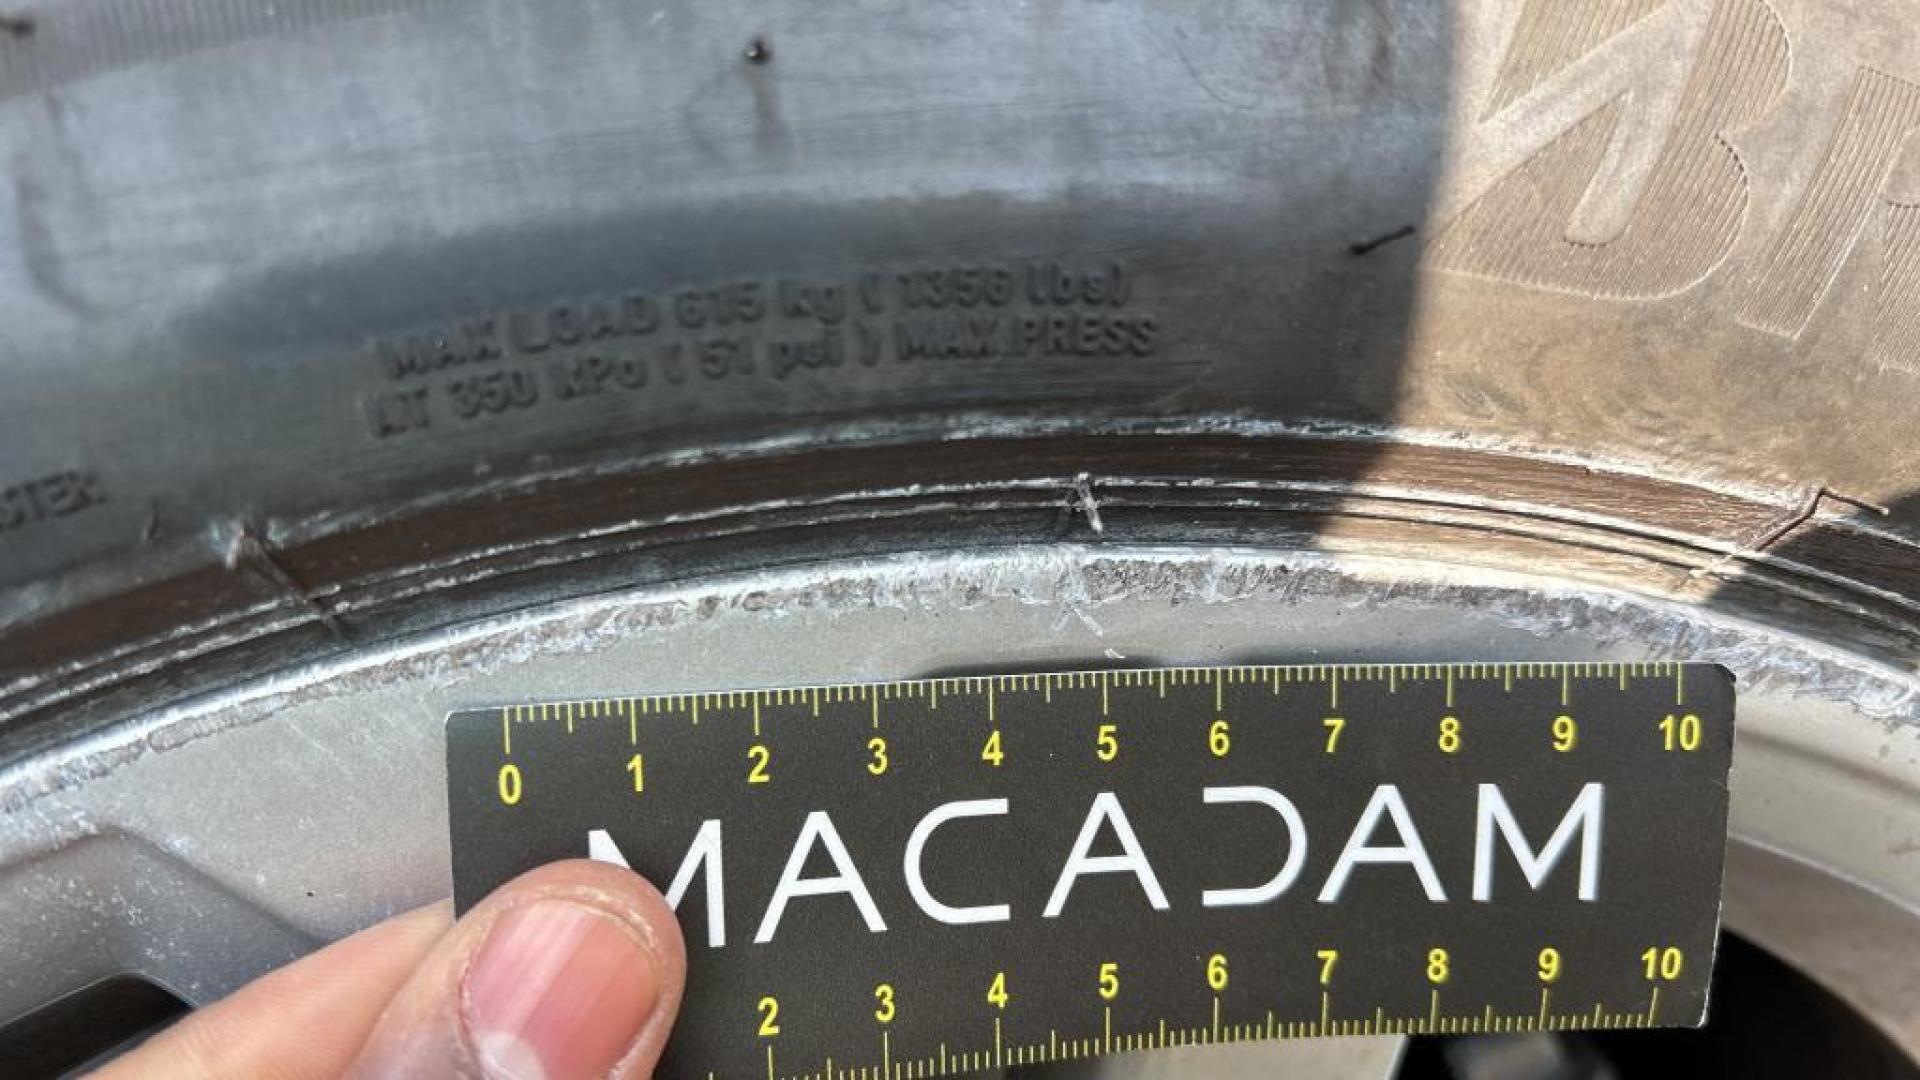 MAX LOAD 615 kg ( 1356 lbs)
AT 350 kPa ( 51 psi ) MAX.PRESS
0 1 2 3 4 5 6 7 8 9 10
MACADAM
2 3 4 5 6 7 8 9 10